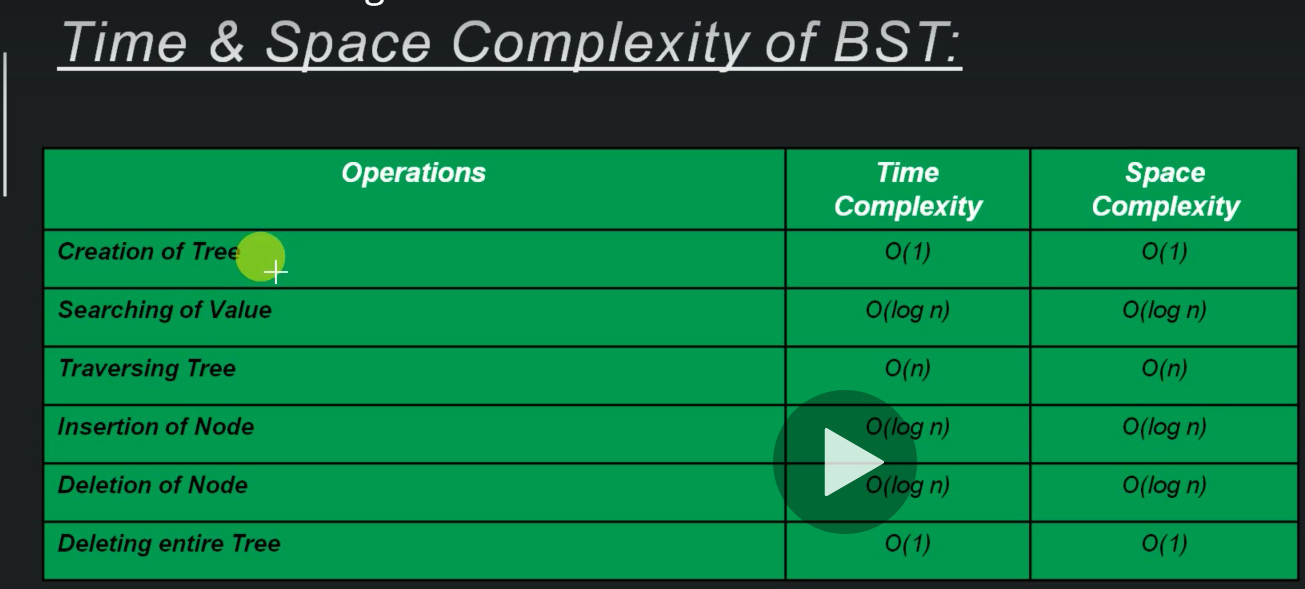 Time & Space Complexity of BST:
Operations Time Complexity Space Complexity
Creation of Tree O(1) O(1)
Searching of Value O(log n) O(log n)
Traversing Tree O(n) O(n)
Insertion of Node O(log n) O(log n)
Deletion of Node O(log n) O(log n)
Deleting entire Tree O(1) O(1)